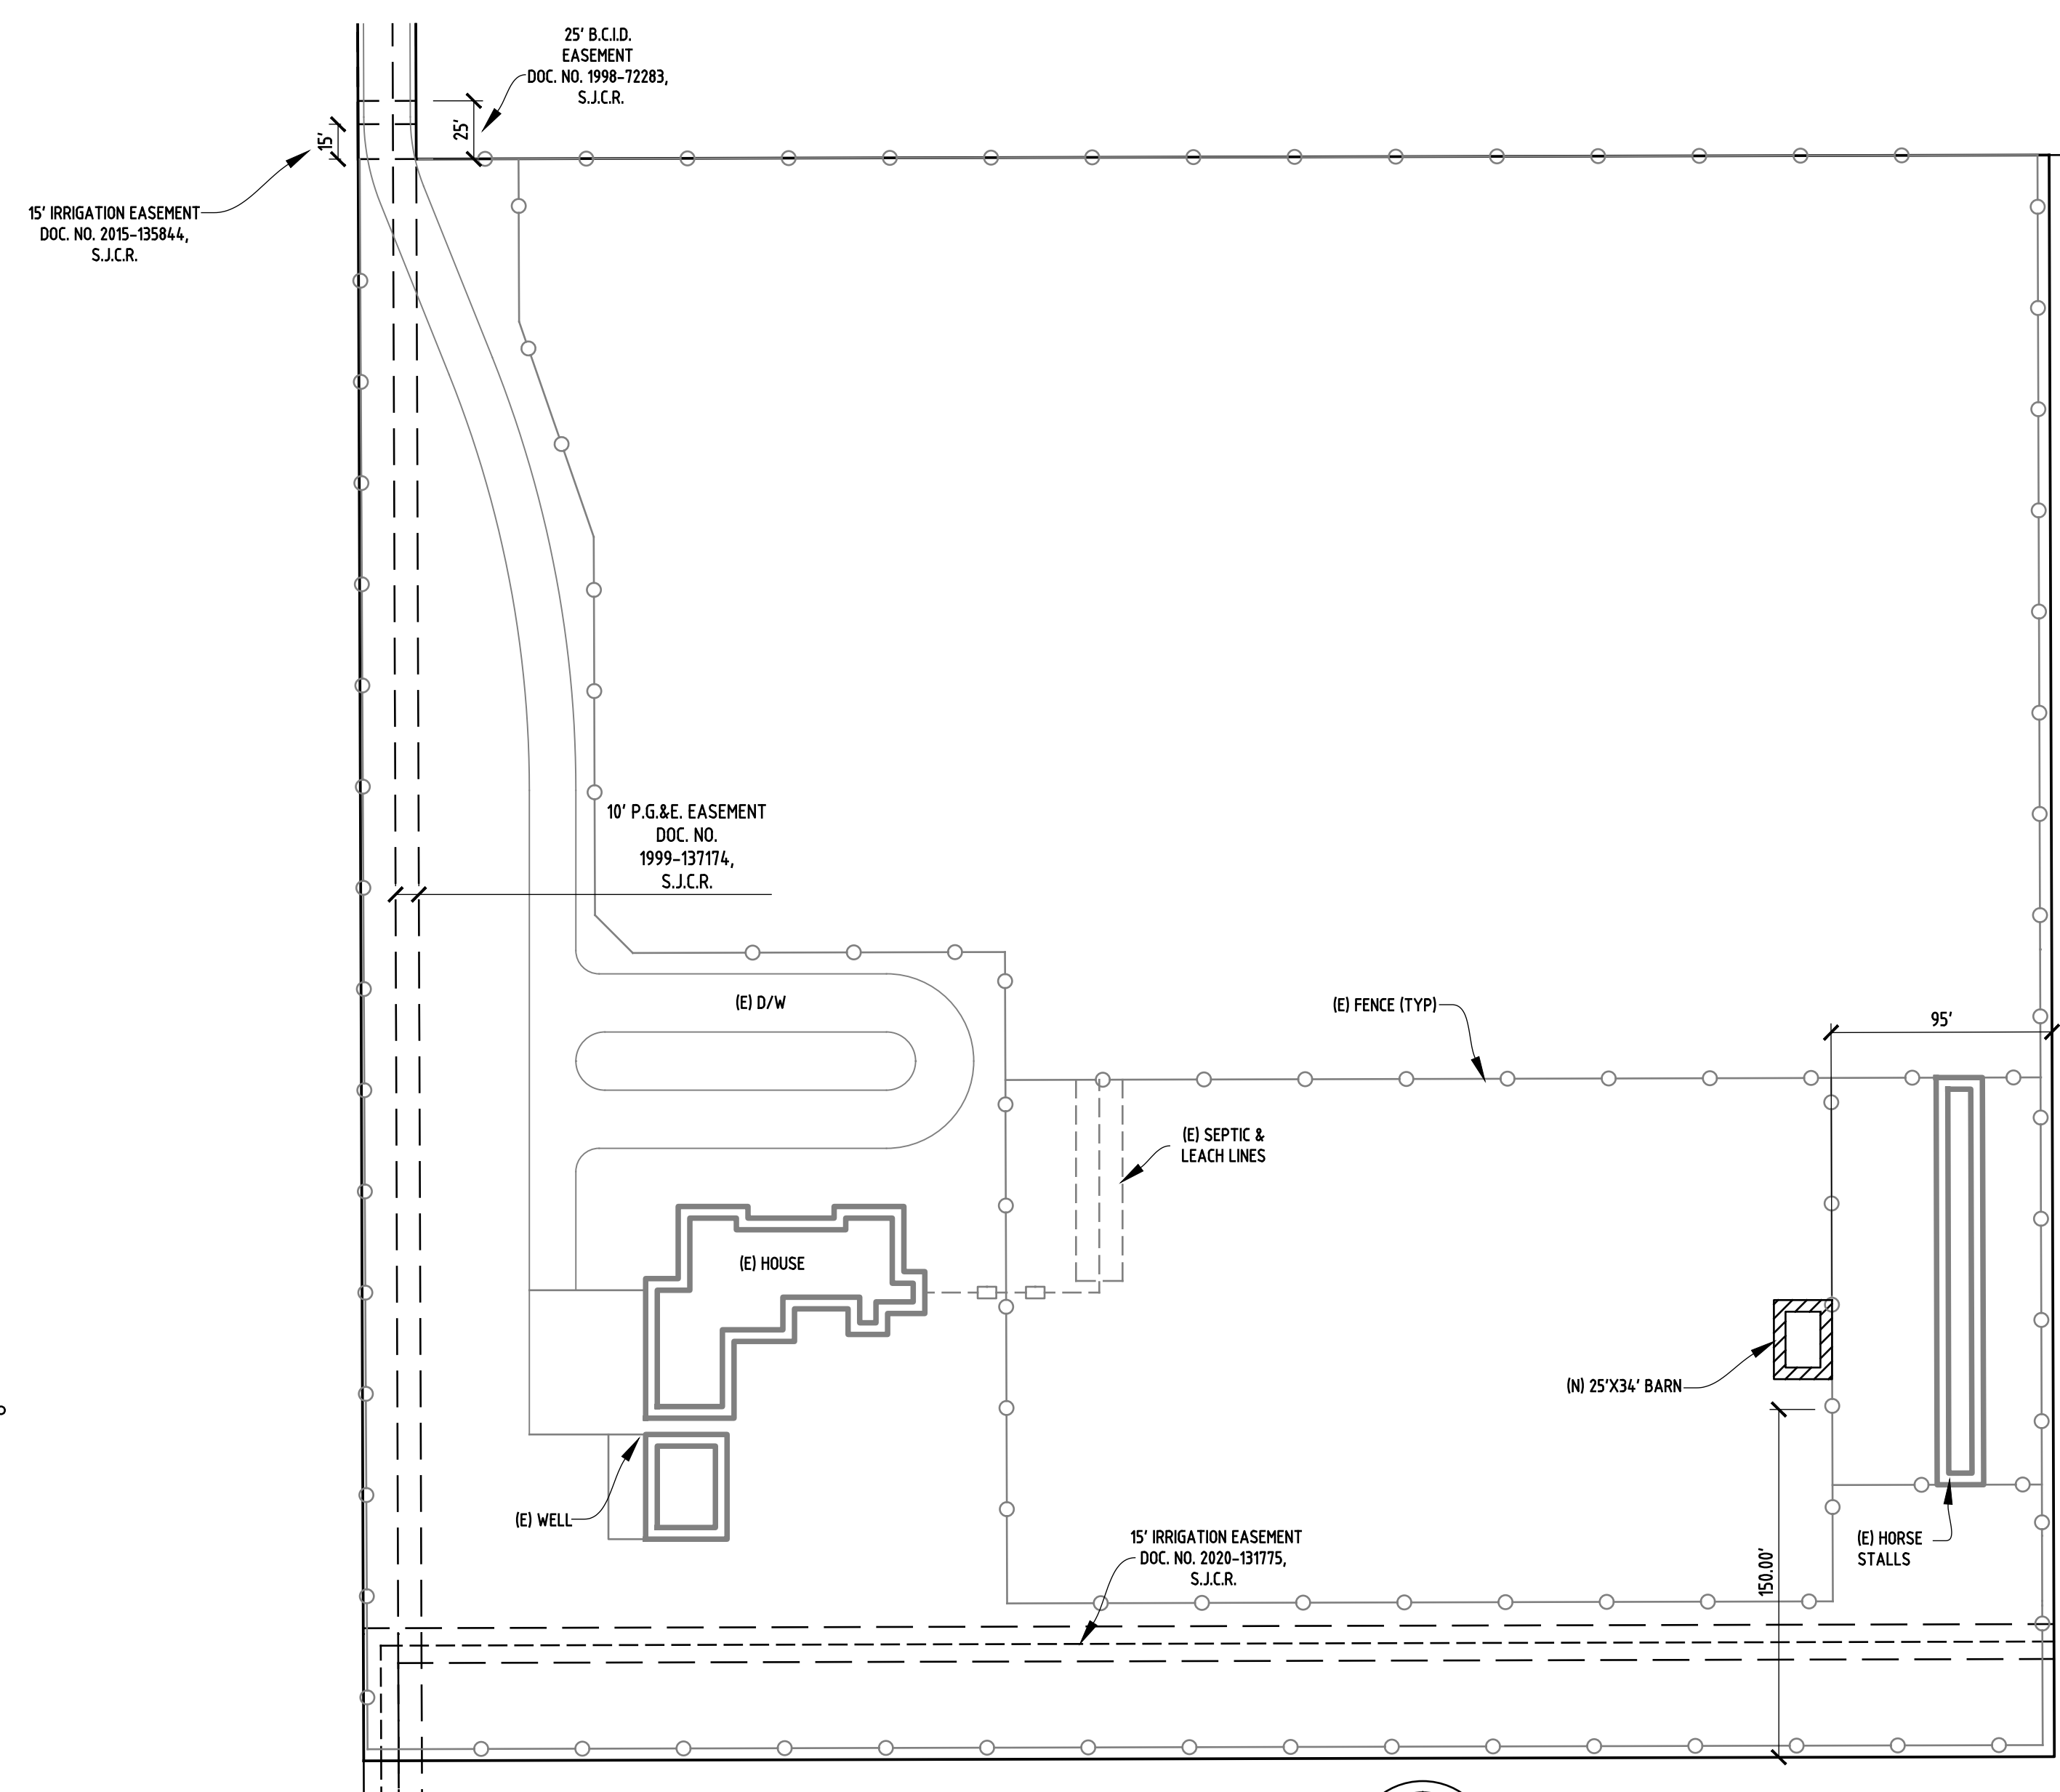 25' B.C.I.D.
EASEMENT
DOC. NO. 1998-72283,
S.J.C.R.
15'
25'
15' IRRIGATION EASEMENT
DOC. NO. 2015-135844,
S.J.C.R.
10' P.G.&E. EASEMENT
DOC. NO.
1999-137174,
S.J.C.R.
(E) D/W
(E) FENCE (TYP)
95'
(E) SEPTIC &
LEACH LINES
(E) HOUSE
(N) 25'X34' BARN
(E) WELL
15' IRRIGATION EASEMENT
DOC. NO. 2020-131775,
S.J.C.R.
150.00'
(E) HORSE
STALLS